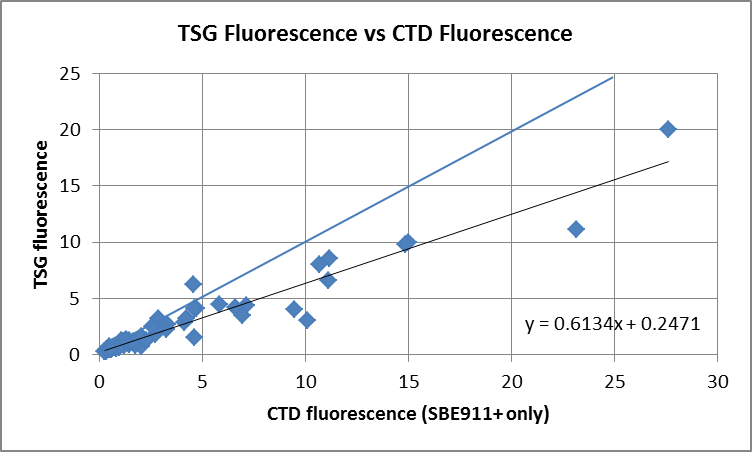 TSG Fluorescence vs CTD Fluorescence
25
20
15
10
5
0
TSG fluorescence
y = 0.6134x + 0.2471
0 5 10 15 20 25 30
CTD fluorescence (SBE911+ only)